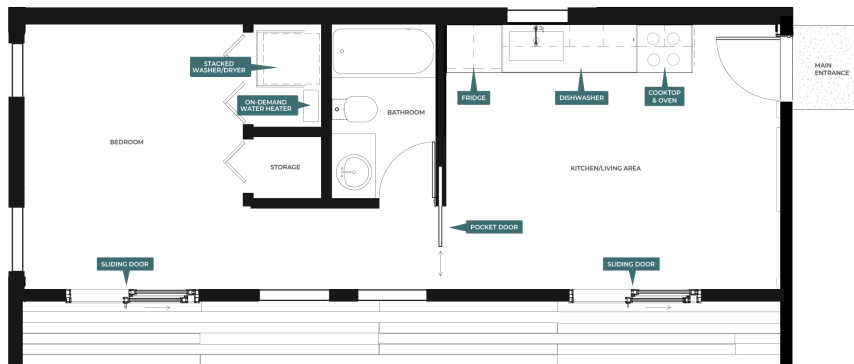 STACKED
WASHER/DRYER
ON-DEMAND
WATER HEATER
BATHROOM
BEDROOM
STORAGE
FRIDGE
DISHWASHER
COOKTOP
& OVEN
MAIN
ENTRANCE
KITCHEN/LIVING AREA
POCKET DOOR
SLIDING DOOR
SLIDING DOOR